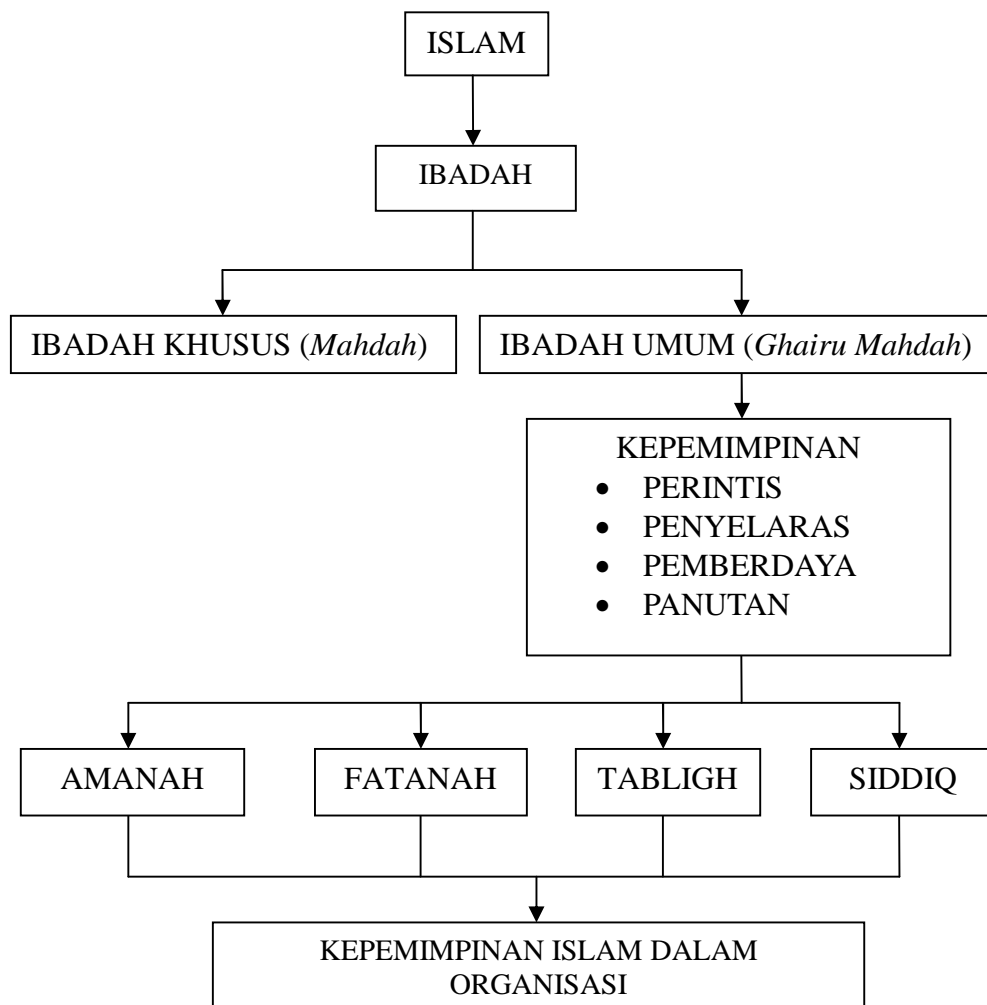 ISLAM
IBADAH
IBADAH KHUSUS (Mahdah)
IBADAH UMUM (Ghairu Mahdah)
KEPEMIMPINAN
• PERINTIS
• PENYELARAS
• PEMBERDAYA
• PANUTAN
AMANAH
FATANAH
TABLIGH
SIDDIQ
KEPEMIMPINAN ISLAM DALAM
ORGANISASI